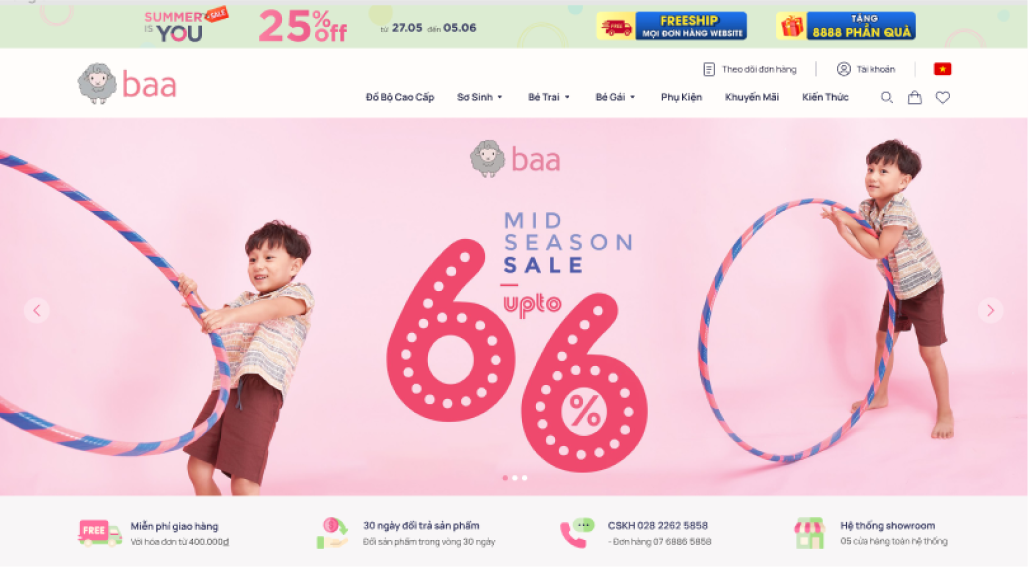 SUMMER SALE
IS YOU
25% Off
từ 27.05 đến 05.06
FREE
FREESHIP
MỌI ĐƠN HÀNG WEBSITE
TẶNG
8888 PHẦN QUÀ
baa
Theo dõi đơn hàng
Tài khoản
Đồ Bộ Cao Cấp Sơ Sinh Bé Trai Bé Gái Phụ Kiện Khuyến Mãi Kiến Thức
baa
MID
SEASON
SALE
upto
66%
FREE
Miễn phí giao hàng
Với hóa đơn từ 400.000đ
30 ngày đổi trả sản phẩm
Đổi sản phẩm trong vòng 30 ngày
CSKH 028 2262 5858
- Đơn hàng 07 6886 5858
Hệ thống showroom
05 cửa hàng toàn hệ thống